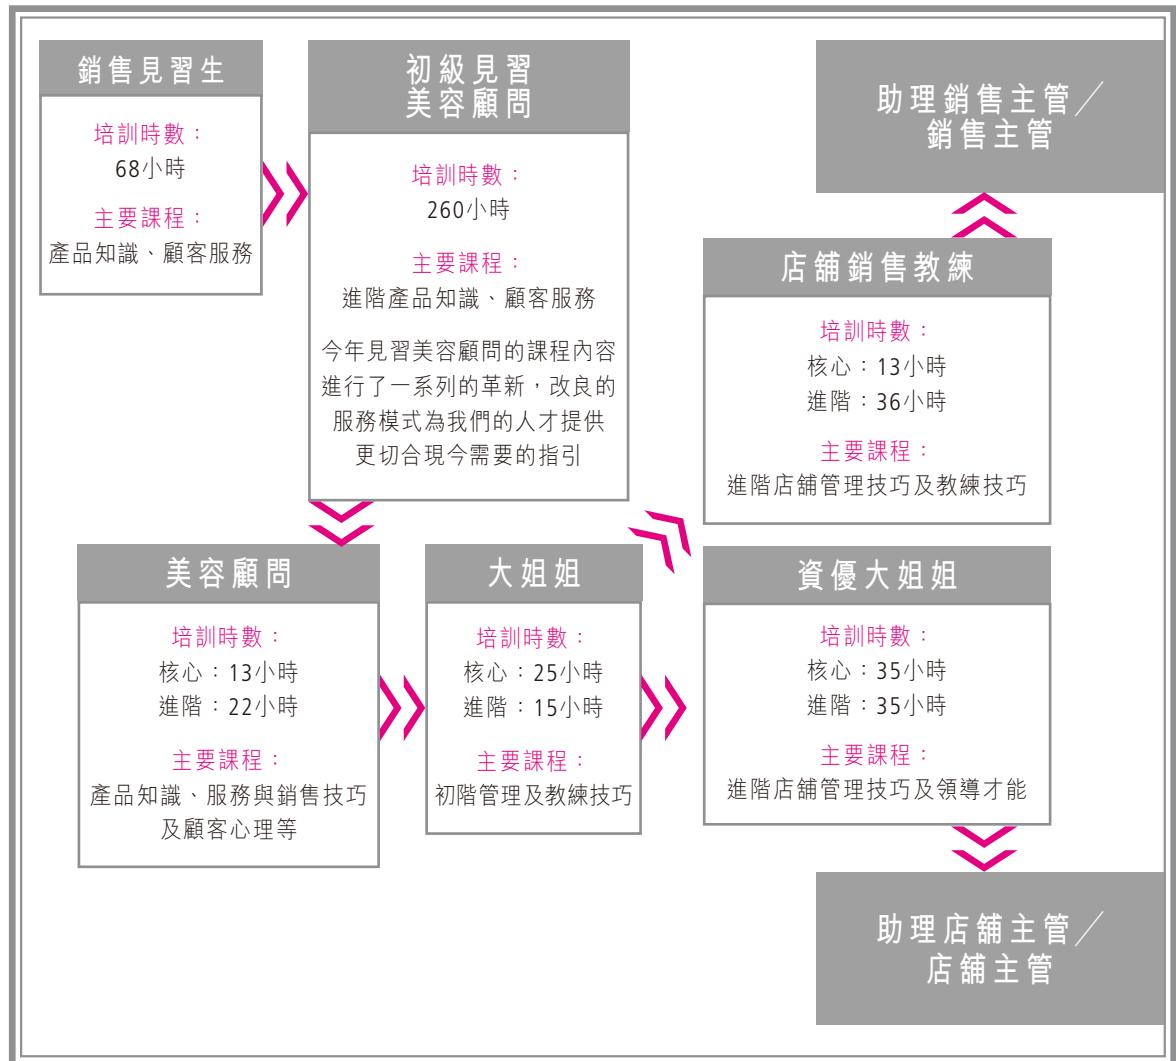 銷售見習生
培訓時數：
68小時
主要課程：
產品知識、顧客服務
初級見習
美容顧問
培訓時數：
260小時
主要課程：
進階產品知識、顧客服務
今年見習美容顧問的課程內容
進行了一系列的革新，改良的
服務模式為我們的人才提供
更切合現今需要的指引
美容顧問
培訓時數：
核心：13小時
進階：22小時
主要課程：
產品知識、服務與銷售技巧
及顧客心理等
大姐姐
培訓時數：
核心：25小時
進階：15小時
主要課程：
初階管理及教練技巧
資優大姐姐
培訓時數：
核心：35小時
進階：35小時
主要課程：
進階店舖管理技巧及領導才能
店舖銷售教練
培訓時數：
核心：13小時
進階：36小時
主要課程：
進階店舖管理技巧及教練技巧
助理銷售主管／
銷售主管
助理店舖主管／
店舖主管